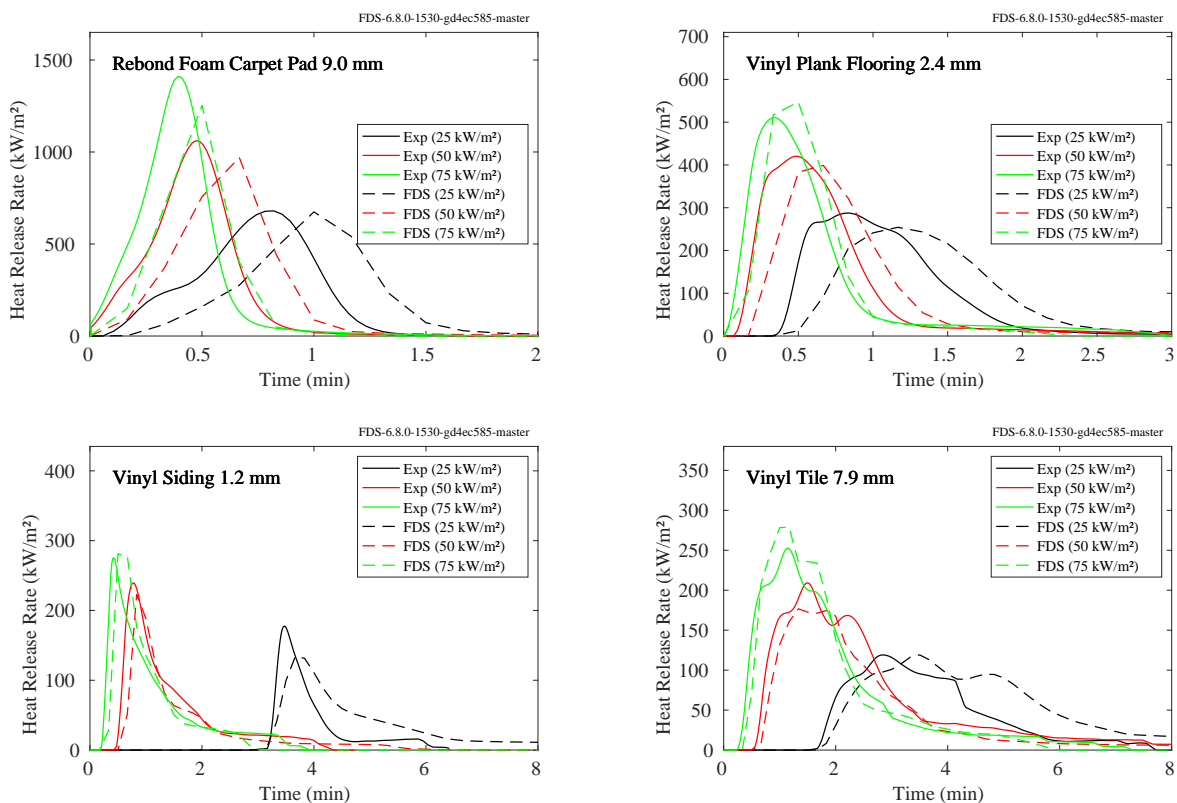 FDS-6.8.0-1530-gd4ec585-master
Rebond Foam Carpet Pad 9.0 mm
Heat Release Rate (kW/m²)
1500
1000
500
0
Exp (25 kW/m²)
Exp (50 kW/m²)
Exp (75 kW/m²)
FDS (25 kW/m²)
FDS (50 kW/m²)
FDS (75 kW/m²)
0 0.5 1 1.5 2
Time (min)
FDS-6.8.0-1530-gd4ec585-master
Vinyl Plank Flooring 2.4 mm
Heat Release Rate (kW/m²)
700
600
500
400
300
200
100
0
Exp (25 kW/m²)
Exp (50 kW/m²)
Exp (75 kW/m²)
FDS (25 kW/m²)
FDS (50 kW/m²)
FDS (75 kW/m²)
0 0.5 1 1.5 2 2.5 3
Time (min)
FDS-6.8.0-1530-gd4ec585-master
Vinyl Siding 1.2 mm
Heat Release Rate (kW/m²)
400
300
200
100
0
Exp (25 kW/m²)
Exp (50 kW/m²)
Exp (75 kW/m²)
FDS (25 kW/m²)
FDS (50 kW/m²)
FDS (75 kW/m²)
0 2 4 6 8
Time (min)
FDS-6.8.0-1530-gd4ec585-master
Vinyl Tile 7.9 mm
Heat Release Rate (kW/m²)
350
300
250
200
150
100
50
0
Exp (25 kW/m²)
Exp (50 kW/m²)
Exp (75 kW/m²)
FDS (25 kW/m²)
FDS (50 kW/m²)
FDS (75 kW/m²)
0 2 4 6 8
Time (min)